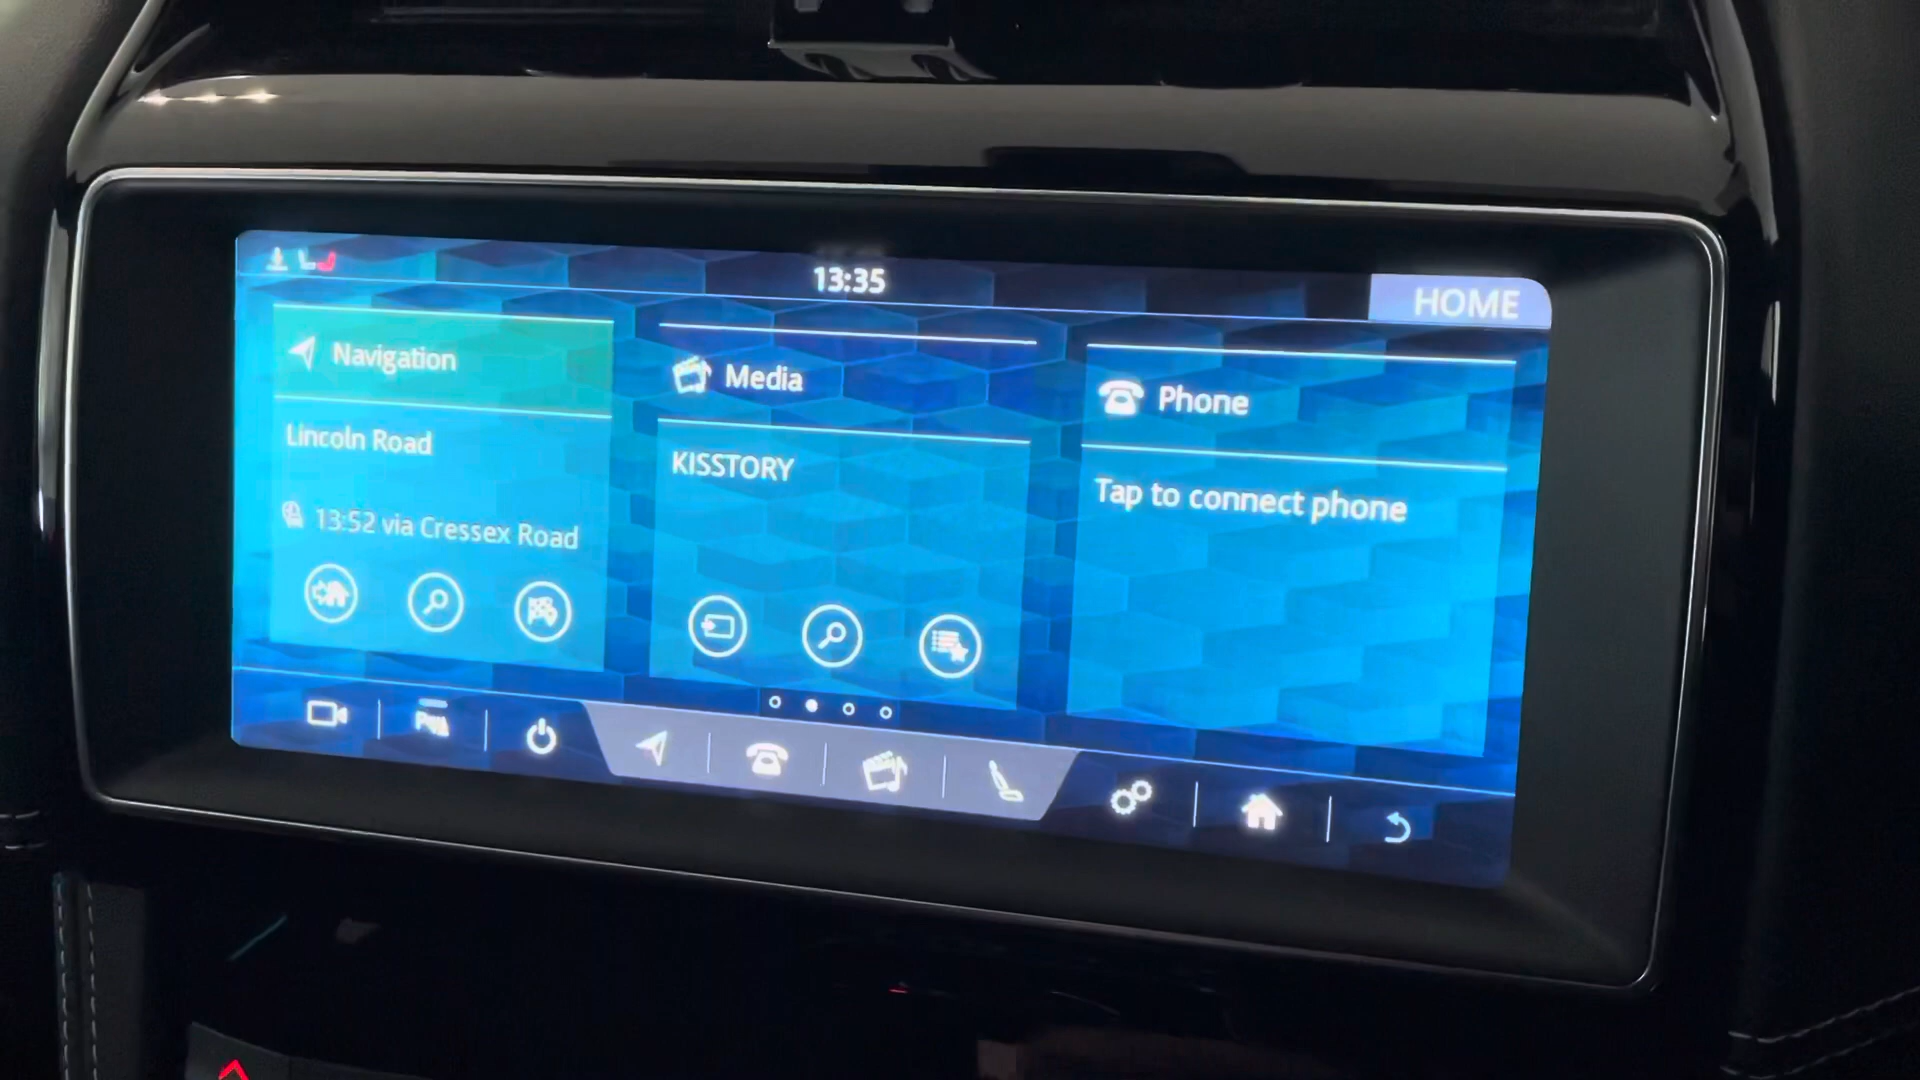 13:35
HOME
Navigation
Lincoln Road
13:52 via Cressex Road
Media
KISSTORY
Phone
Tap to connect phone